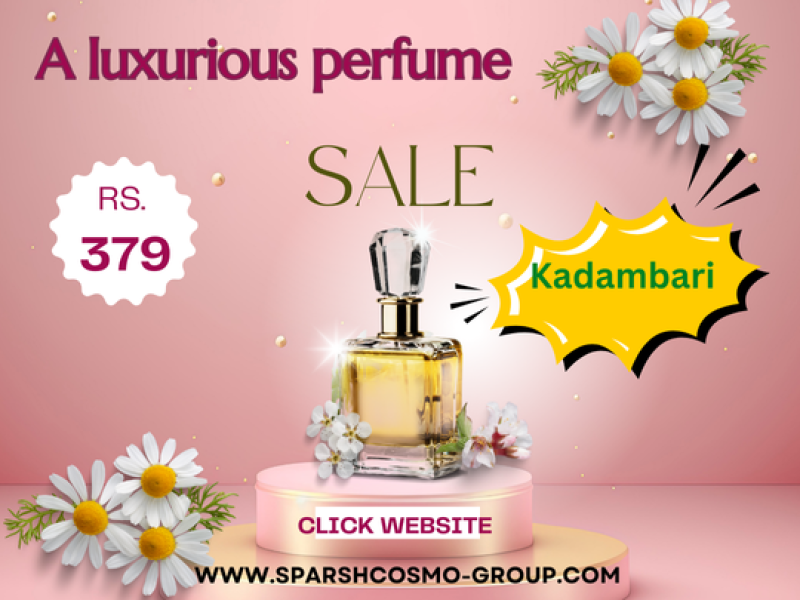 A luxurious perfume
SALE
RS.
379
Kadambari
CLICK WEBSITE
WWW.SPARSHCOSMO-GROUP.COM